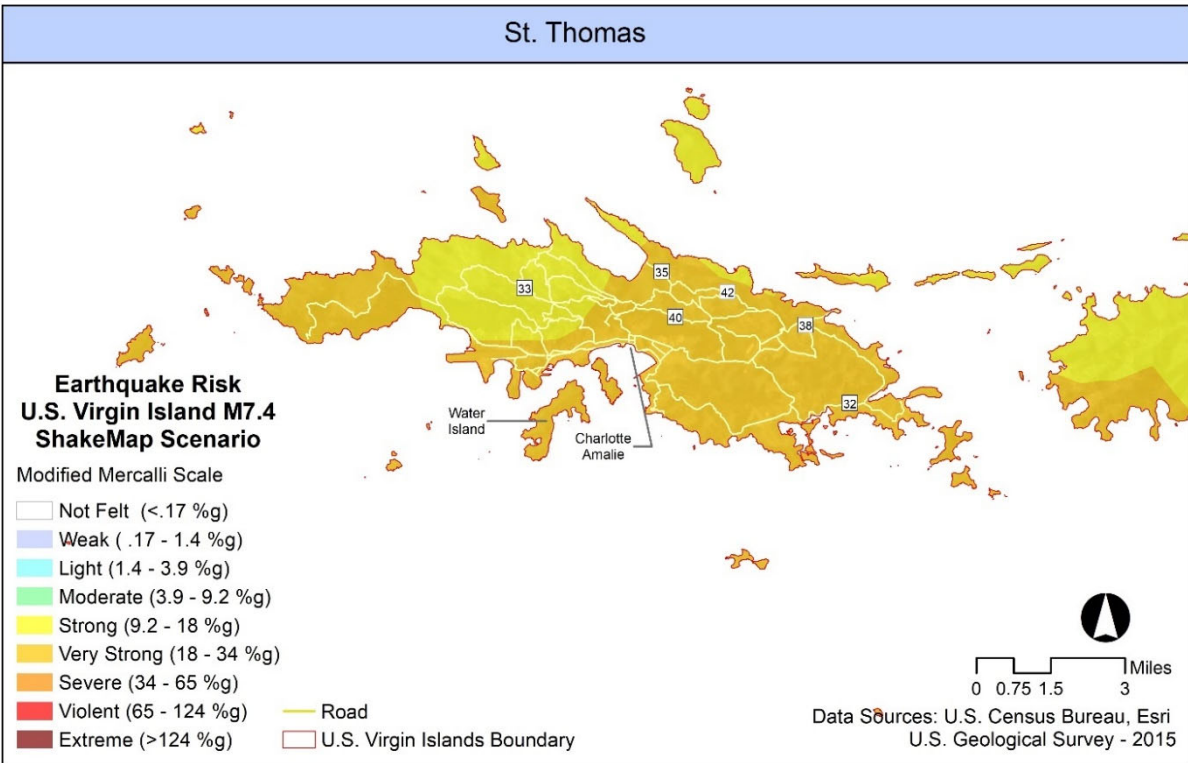 St. Thomas
33
35
42
40
38
32
Water
Island
Charlotte
Amalie
Earthquake Risk
U.S. Virgin Island M7.4
ShakeMap Scenario
Modified Mercalli Scale
Not Felt (<.17 %g)
Weak ( .17 - 1.4 %g)
Light (1.4 - 3.9 %g)
Moderate (3.9 - 9.2 %g)
Strong (9.2 - 18 %g)
Very Strong (18 - 34 %g)
Severe (34 - 65 %g)
Violent (65 - 124 %g)
Extreme (>124 %g)
Road
U.S. Virgin Islands Boundary
Miles
0 0.75 1.5 3
Data Sources: U.S. Census Bureau, Esri
U.S. Geological Survey - 2015